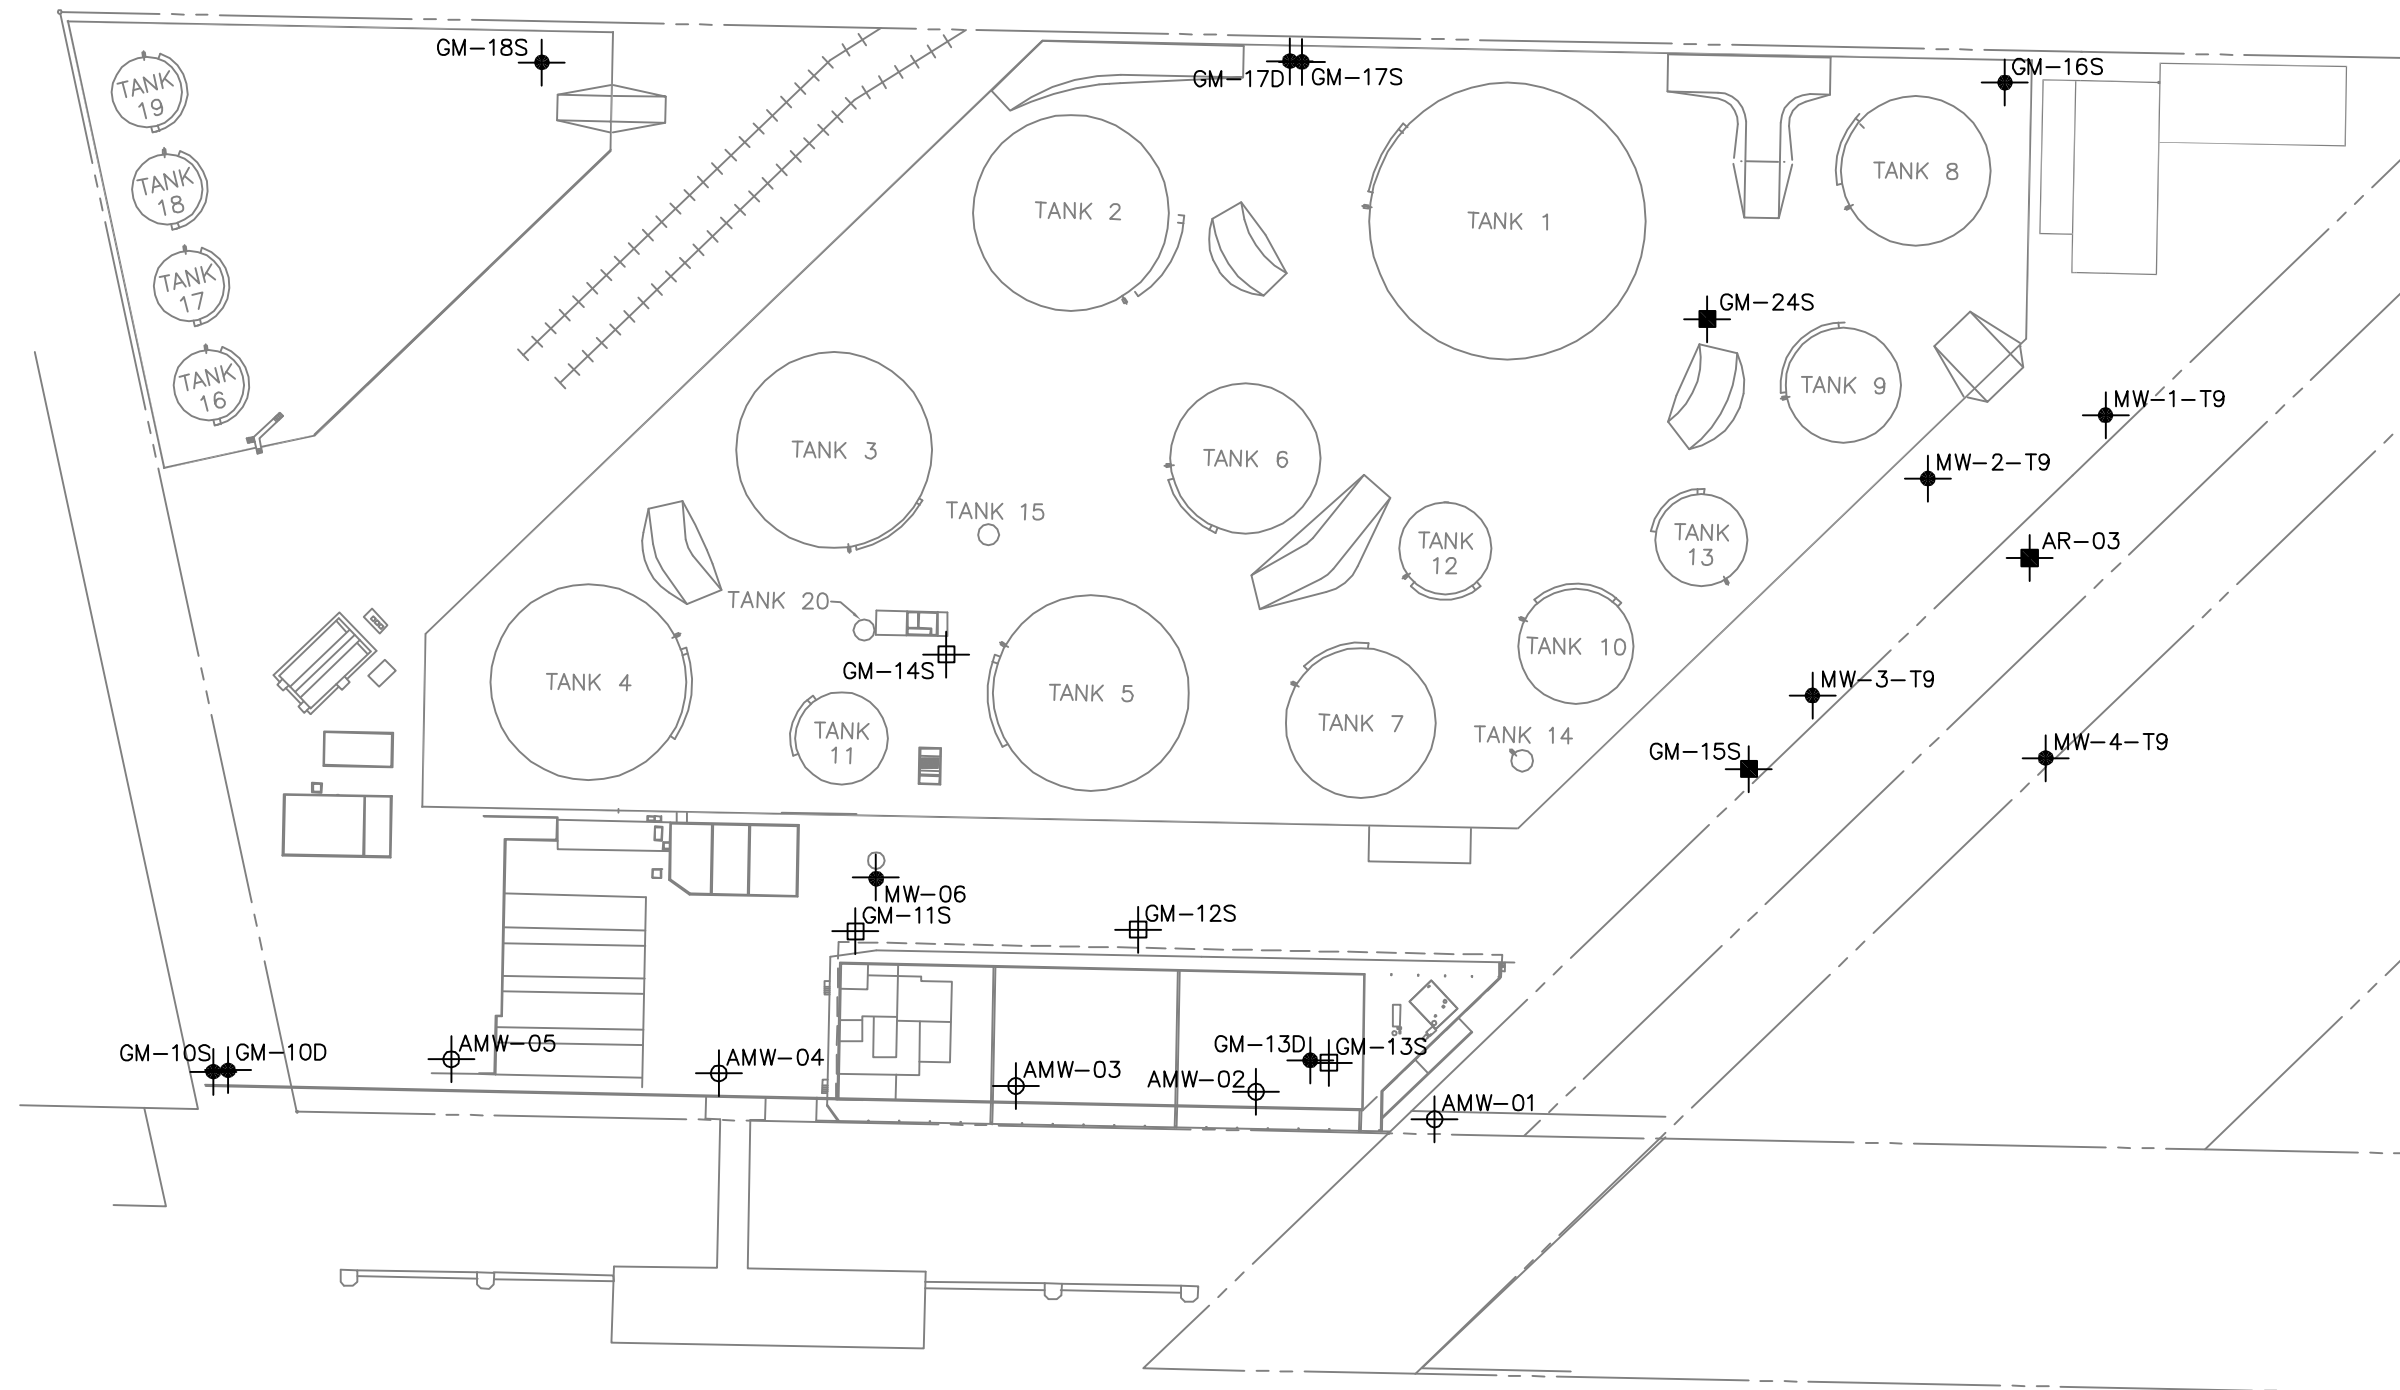 GM-18S
GM-17D
GM-17S
GM-16S
TANK
19
TANK
18
TANK
17
TANK
16
TANK 2
TANK 1
TANK 8
GM-24S
TANK 9
MW-1-T9
TANK 3
TANK 6
MW-2-T9
TANK 15
TANK
12
TANK
13
AR-03
TANK 20
GM-14S
TANK 10
TANK 4
TANK 5
TANK 7
MW-3-T9
TANK
11
TANK 14
GM-15S
MW-4-T9
MW-06
GM-11S
GM-12S
GM-10S
GM-10D
AMW-05
AMW-04
AMW-03
AMW-02
GM-13D
GM-13S
AMW-01